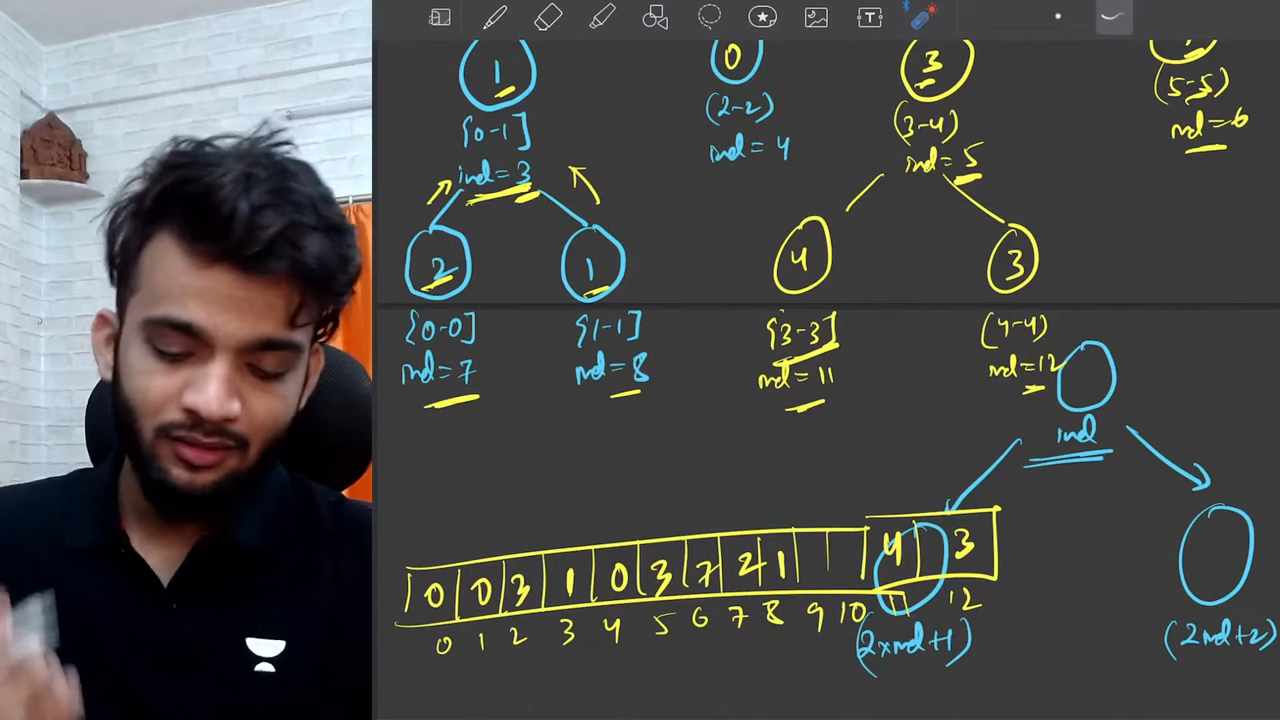 1 0 3
[0-1] (2-2) (3-4) (5-5)
ind = 3 ind = 4 ind = 5 ind = 6
2 1 4 3
[0-0] [1-1] [3-3] (4-4)
ind = 7 ind = 8 ind = 11 ind = 12
ind
0 0 3 1 0 3 7 2 1 4 3
0 1 2 3 4 5 6 7 8 9 10 11 12
(2×ind+1) (2ind+2)
T